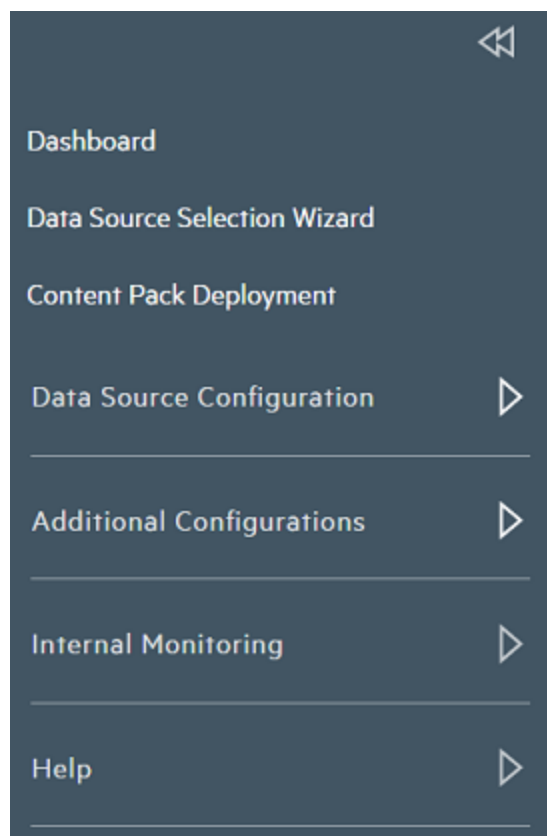 Dashboard
Data Source Selection Wizard
Content Pack Deployment
Data Source Configuration
Additional Configurations
Internal Monitoring
Help